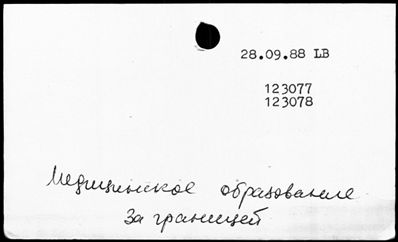 28.09.88 LB
123077
123078
Медицинское образование
за границей